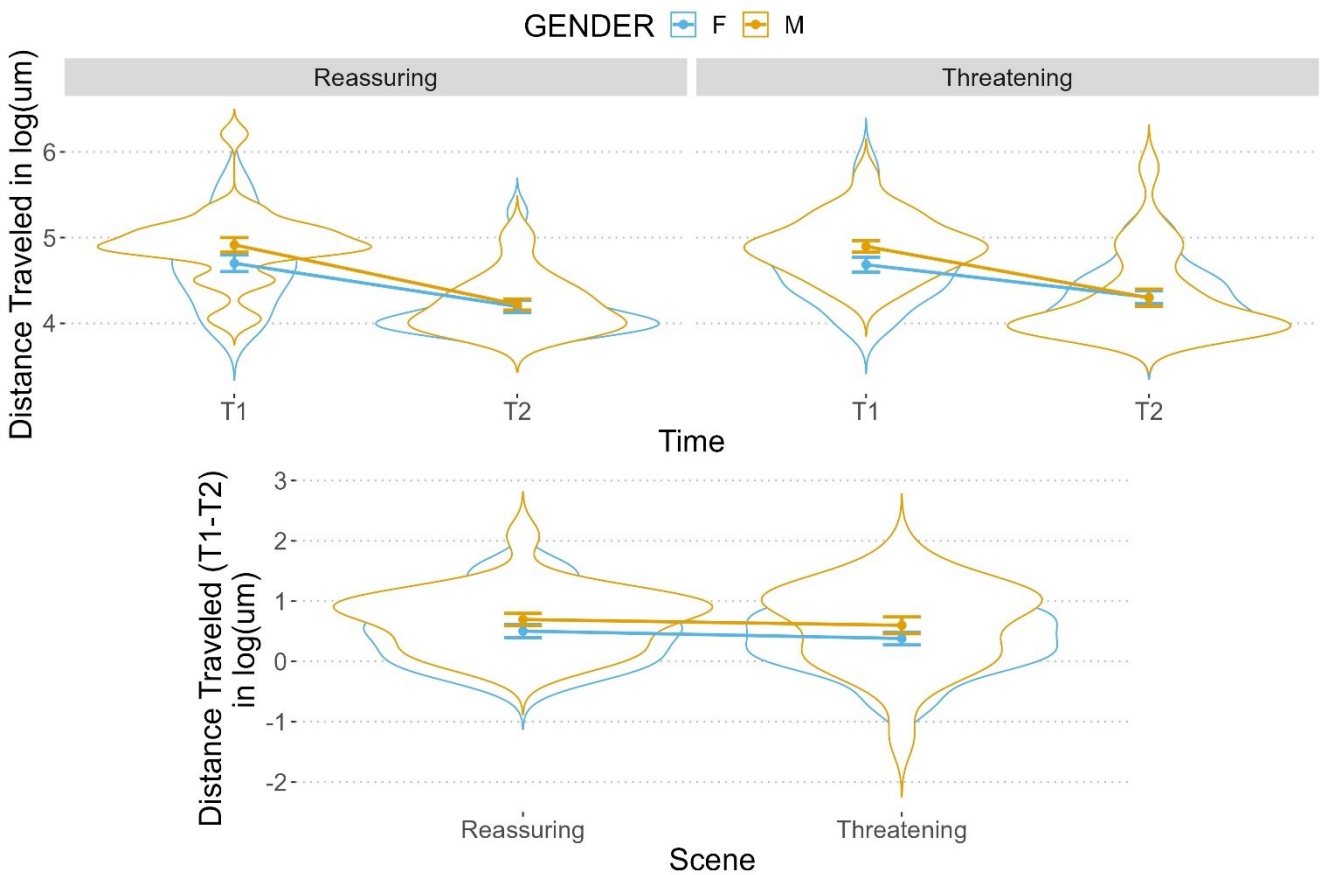 GENDER F M
Reassuring Threatening
Distance Traveled in log(um)
6
5
4
T1 T2 T1 T2
Time
Distance Traveled (T1-T2)
in log(um)
3
2
1
0
-1
-2
Reassuring Threatening
Scene